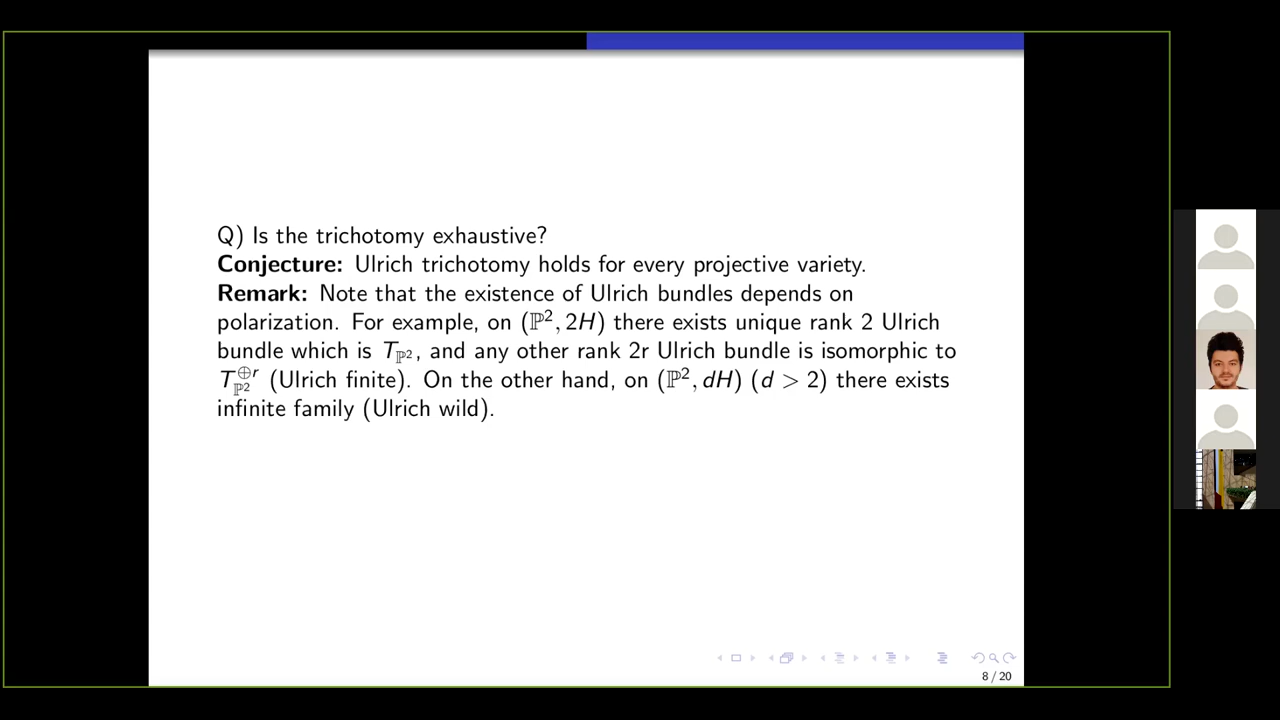 Q) Is the trichotomy exhaustive?
Conjecture: Ulrich trichotomy holds for every projective variety.
Remark: Note that the existence of Ulrich bundles depends on
polarization. For example, on (ℙ², 2H) there exists unique rank 2 Ulrich
bundle which is T_ℙ², and any other rank 2r Ulrich bundle is isomorphic to
T_ℙ²^⊕r (Ulrich finite). On the other hand, on (ℙ², dH) (d > 2) there exists
infinite family (Ulrich wild).
8 / 20